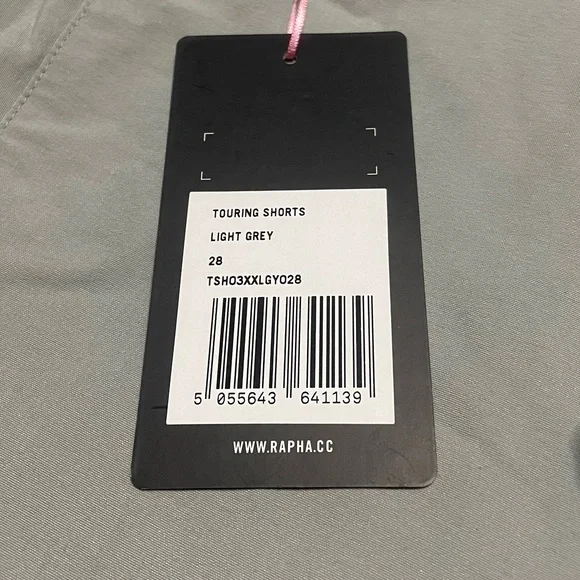 TOURING SHORTS
LIGHT GREY
28
TSH03XXLGY028
5 055643 641139
WWW.RAPHA.CC